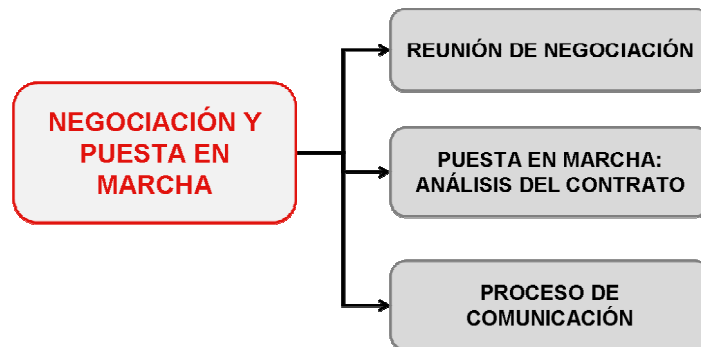 NEGOCIACIÓN Y
PUESTA EN
MARCHA
REUNIÓN DE NEGOCIACIÓN
PUESTA EN MARCHA:
ANÁLISIS DEL CONTRATO
PROCESO DE
COMUNICACIÓN